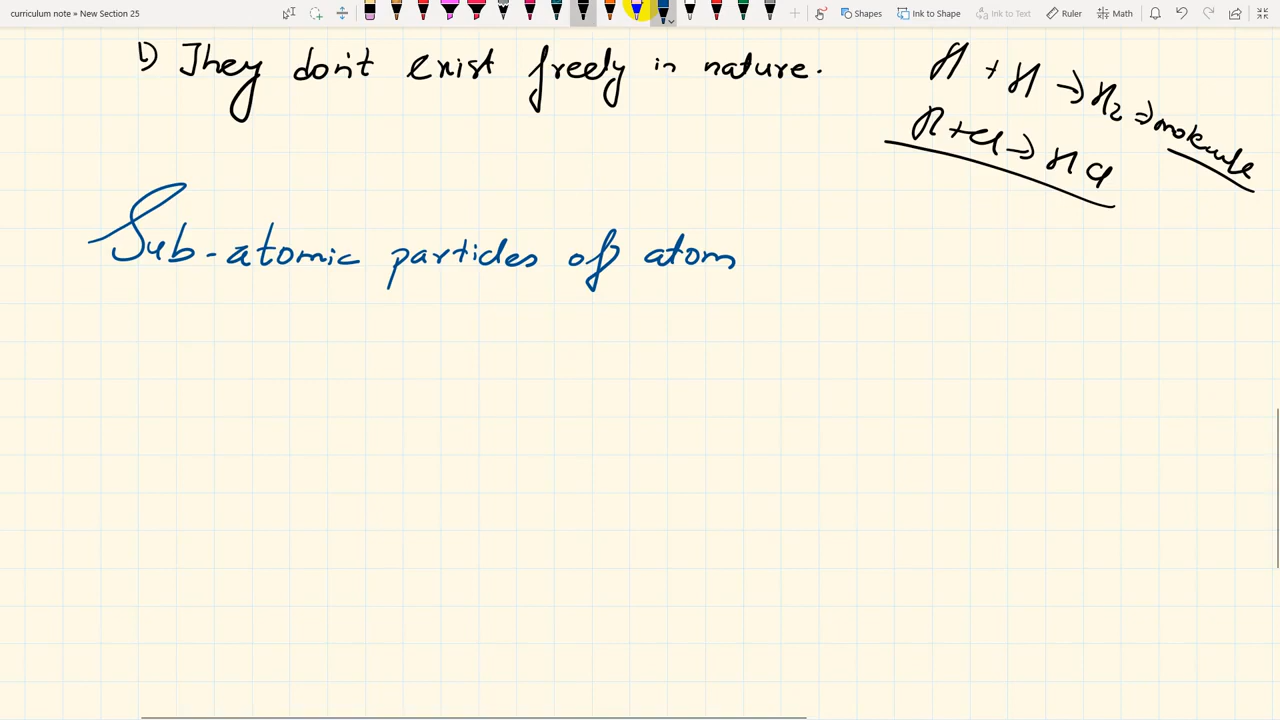 curriculum note » New Section 25
Shapes
Ink to Shape
Ink to Text
Ruler
Math
1) They don't exist freely in nature.
H + H → H2 ⇒ molecule
H + Cl → H Cl
Sub-atomic particles of atom